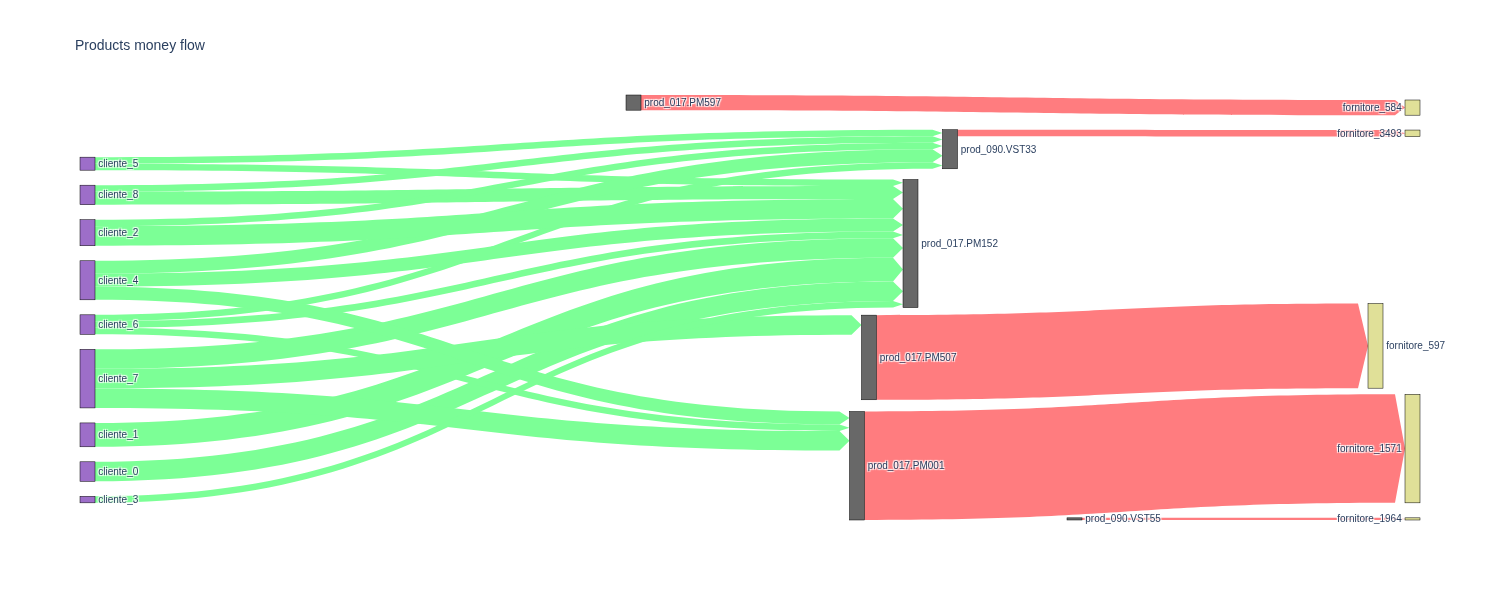 Products money flow
prod_017.PM597
fornitore_584
fornitore_3493
prod_090.VST33
cliente_5
cliente_8
cliente_2
prod_017.PM152
cliente_4
cliente_6
fornitore_597
prod_017.PM507
cliente_7
cliente_1
fornitore_1571
prod_017.PM001
cliente_0
cliente_3
prod_090.VST55
fornitore_1964